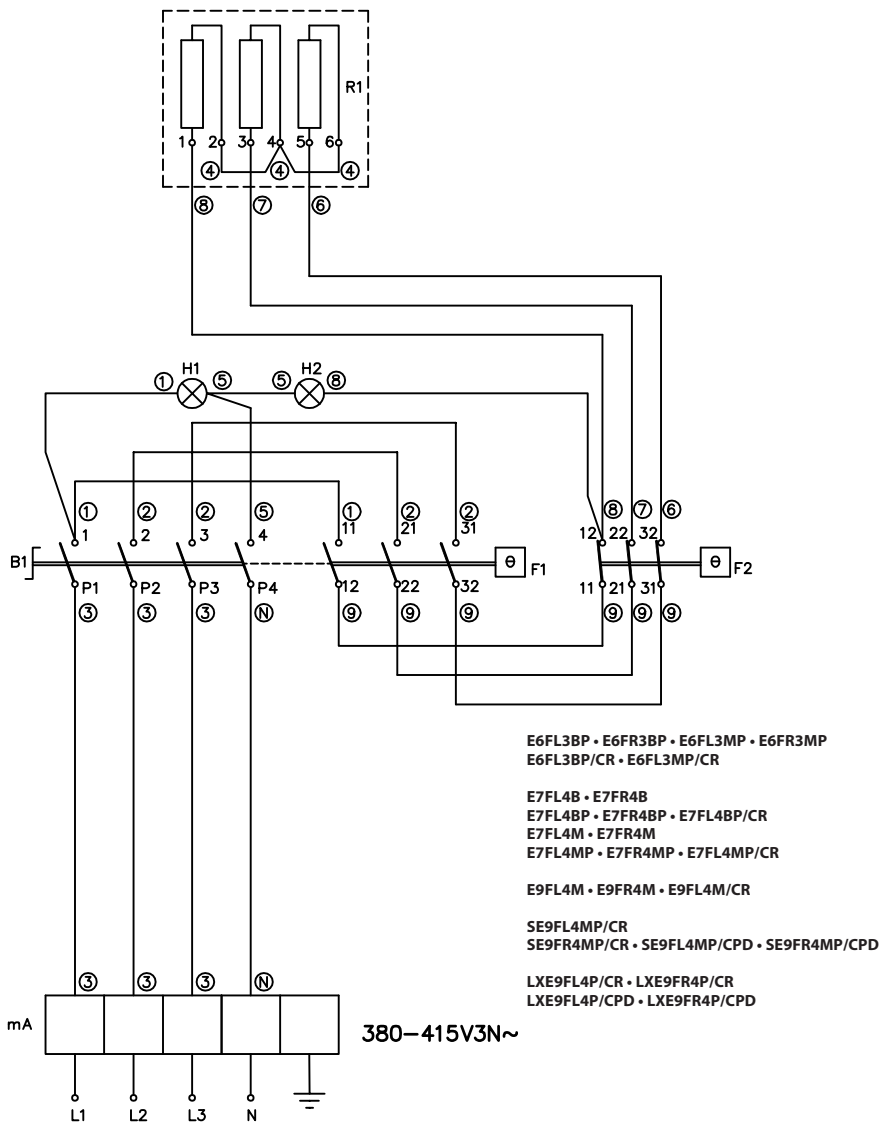 R1
1 2 3 4 5 6
④ ④ ④
⑧ ⑦ ⑥
H1 H2
① ⑤ ⑤ ⑧
① ② ② ⑤ ① ② ② ⑧ ⑦ ⑥
1 2 3 4 11 21 31 12 22 32
B1 F1 F2
θ θ
P1 P2 P3 P4 12 22 32 11 21 31
③ ③ ③ Ⓝ ⑨ ⑨ ⑨ ⑨ ⑨ ⑨
E6FL3BP • E6FR3BP • E6FL3MP • E6FR3MP
E6FL3BP/CR • E6FL3MP/CR
E7FL4B • E7FR4B
E7FL4BP • E7FR4BP • E7FL4BP/CR
E7FL4M • E7FR4M
E7FL4MP • E7FR4MP • E7FL4MP/CR
E9FL4M • E9FR4M • E9FL4M/CR
SE9FL4MP/CR
SE9FR4MP/CR • SE9FL4MP/CPD • SE9FR4MP/CPD
LXE9FL4P/CR • LXE9FR4P/CR
LXE9FL4P/CPD • LXE9FR4P/CPD
③ ③ ③ Ⓝ
mA
380-415V3N~
L1 L2 L3 N